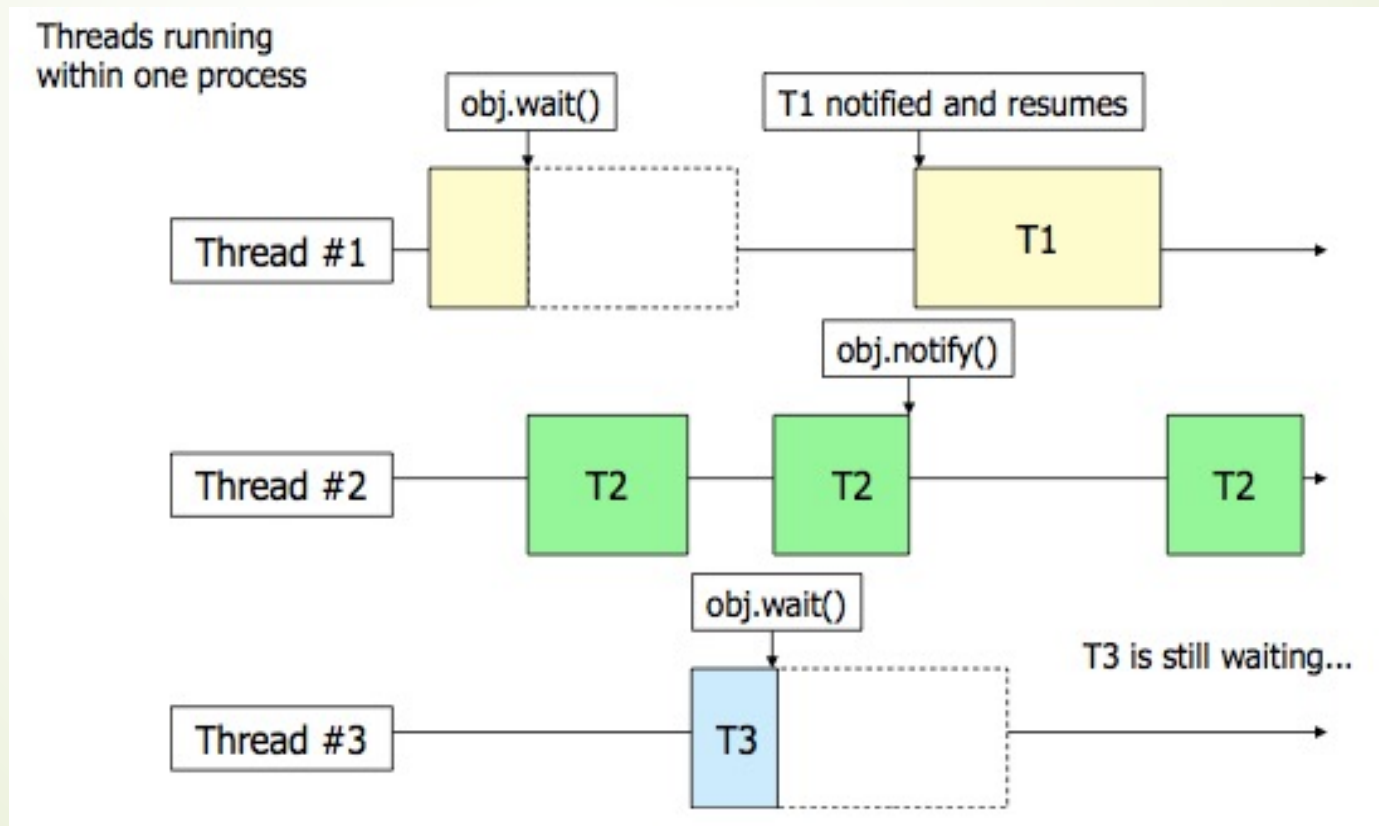 Threads running
within one process
obj.wait()
T1 notified and resumes
Thread #1
T1
obj.notify()
Thread #2
T2
T2
T2
obj.wait()
T3 is still waiting...
Thread #3
T3